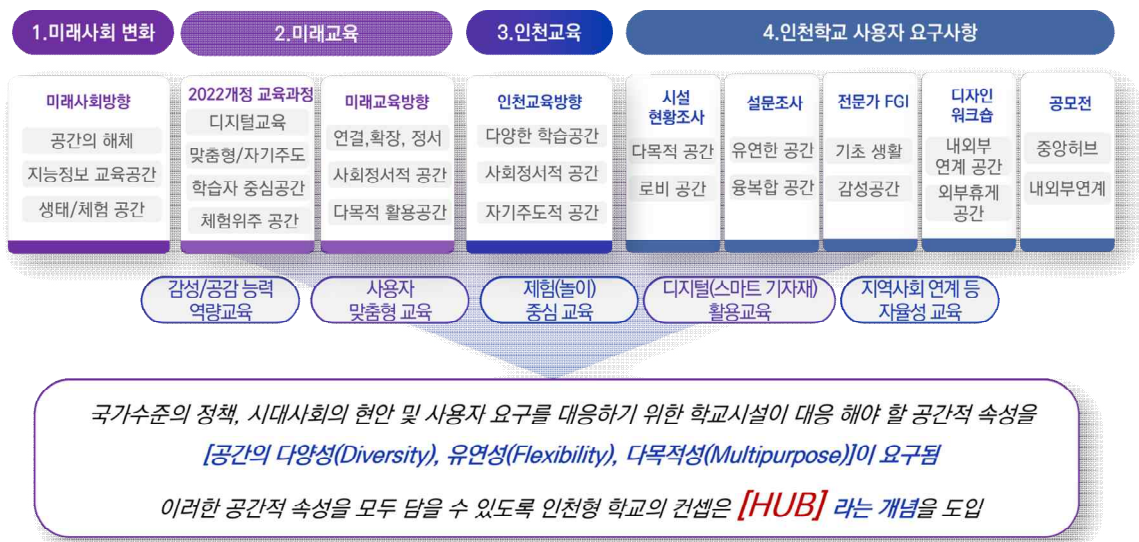 1.미래사회 변화
2.미래교육
3.인천교육
4.인천학교 사용자 요구사항
미래사회방향
공간의 해체
지능정보 교육공간
생태/체험 공간
2022개정 교육과정
디지털교육
맞춤형/자기주도
학습자 중심공간
체험위주 공간
미래교육방향
연결,확장, 정서
사회정서적 공간
다목적 활용공간
인천교육방향
다양한 학습공간
사회정서적 공간
자기주도적 공간
시설
현황조사
다목적 공간
로비 공간
설문조사
유연한 공간
융복합 공간
전문가 FGI
기초 생활
감성공간
디자인
워크숍
내외부
연계 공간
외부휴게
공간
공모전
중앙허브
내외부연계
감성/공감 능력
역량교육
사용자
맞춤형 교육
체험(놀이)
중심 교육
디지털(스마트 기자재)
활용교육
지역사회 연계 등
자율성 교육
국가수준의 정책, 시대사회의 현안 및 사용자 요구를 대응하기 위한 학교시설이 대응 해야 할 공간적 속성을
[공간의 다양성(Diversity), 유연성(Flexibility), 다목적성(Multipurpose)]이 요구됨
이러한 공간적 속성을 모두 담을 수 있도록 인천형 학교의 컨셉은 [HUB] 라는 개념을 도입